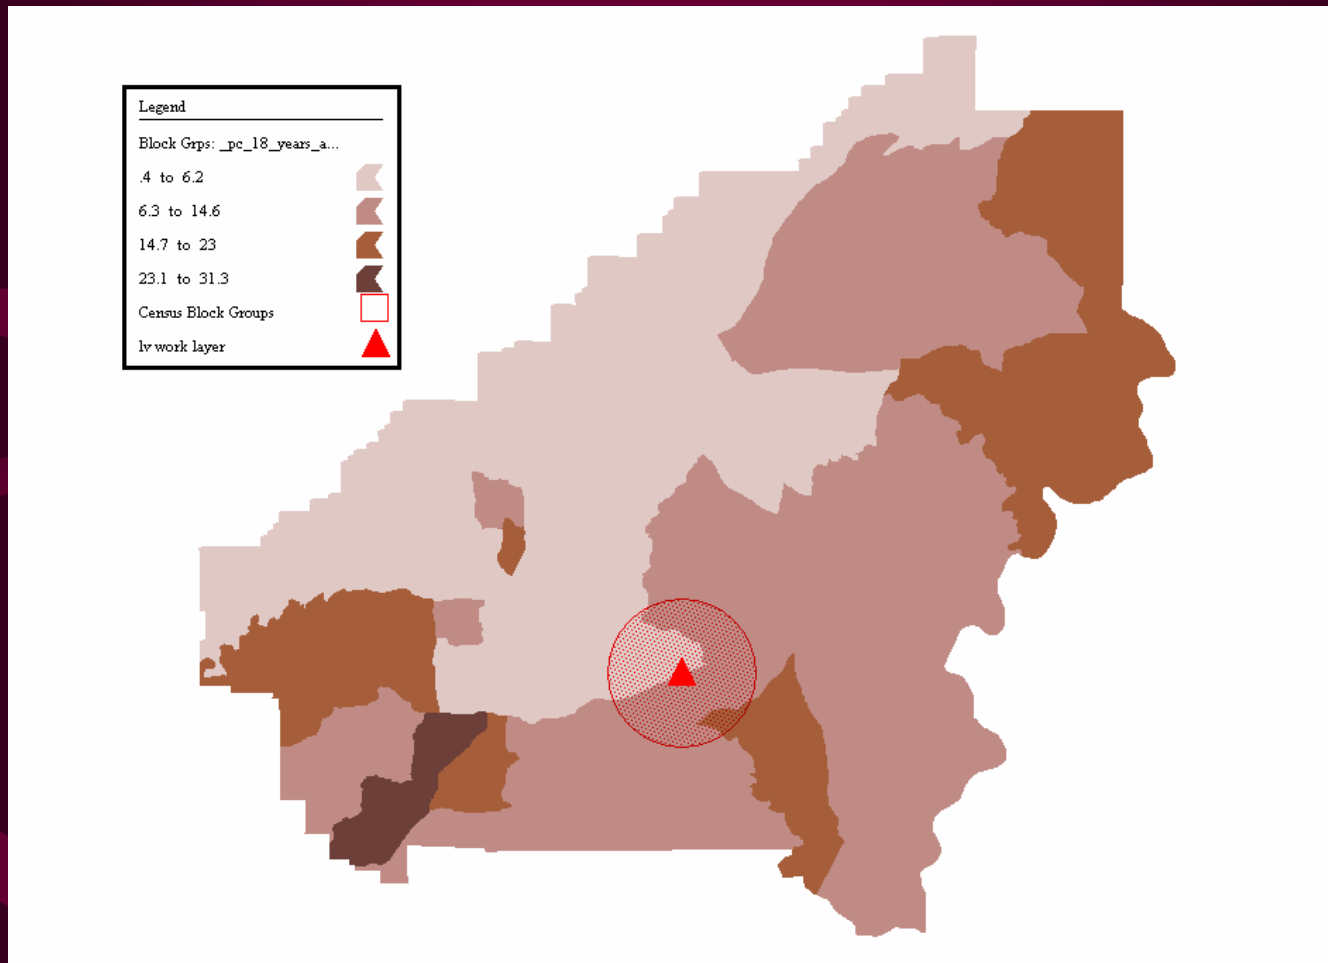 Legend
Block Grps: _pc_18_years_a...
.4 to 6.2
6.3 to 14.6
14.7 to 23
23.1 to 31.3
Census Block Groups
lv work layer